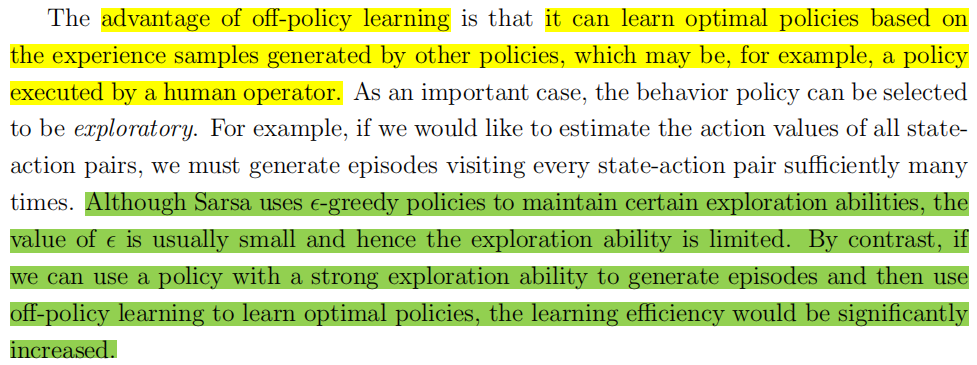 The advantage of off-policy learning is that it can learn optimal policies based on
the experience samples generated by other policies, which may be, for example, a policy
executed by a human operator. As an important case, the behavior policy can be selected
to be exploratory. For example, if we would like to estimate the action values of all state-
action pairs, we must generate episodes visiting every state-action pair sufficiently many
times. Although Sarsa uses ϵ-greedy policies to maintain certain exploration abilities, the
value of ϵ is usually small and hence the exploration ability is limited. By contrast, if
we can use a policy with a strong exploration ability to generate episodes and then use
off-policy learning to learn optimal policies, the learning efficiency would be significantly
increased.